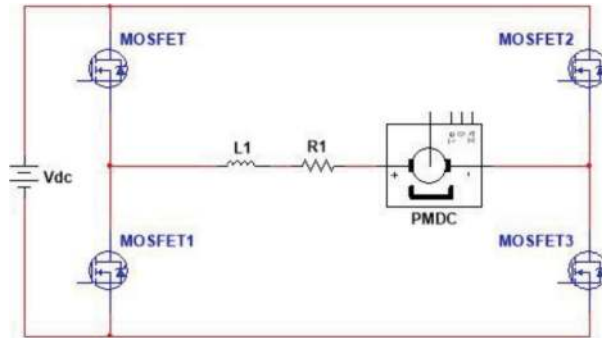 MOSFET
MOSFET2
L1
R1
Vdc
+
-
PMDC
MOSFET1
MOSFET3